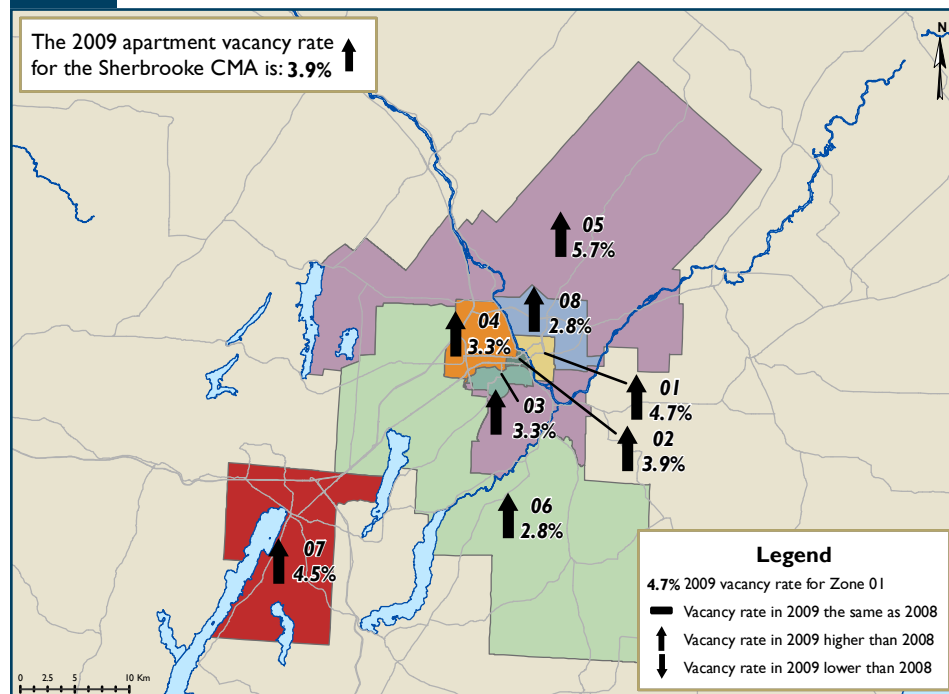 The 2009 apartment vacancy rate
for the Sherbrooke CMA is: 3.9%
N
05
5.7%
08
2.8%
04
3.3%
01
4.7%
03
3.3%
02
3.9%
06
2.8%
07
4.5%
Legend
4.7% 2009 vacancy rate for Zone 01
Vacancy rate in 2009 the same as 2008
Vacancy rate in 2009 higher than 2008
Vacancy rate in 2009 lower than 2008
0 2.5 5 10 Km